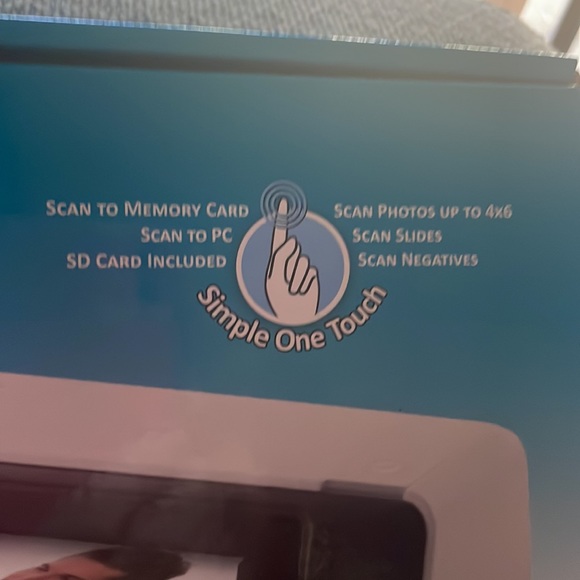 SCAN TO MEMORY CARD
SCAN TO PC
SD CARD INCLUDED
SCAN PHOTOS UP TO 4x6
SCAN SLIDES
SCAN NEGATIVES
Simple One Touch